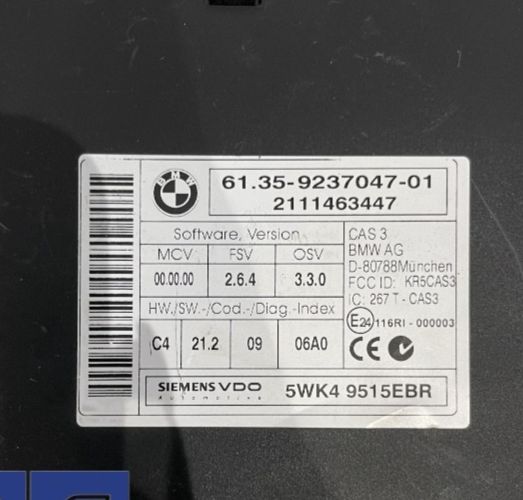 BMW
61.35-9237047-01
2111463447
Software, Version
MCV FSV OSV
00.00.00 2.6.4 3.3.0
HW./SW.-/Cod.-/Diag.-Index
C4 21.2 09 06A0
CAS 3
BMW AG
D-80788München
FCC ID: KR5CAS3
IC: 267 T - CAS3
E24 116RI - 000003
CE
SIEMENS VDO
Automotive
5WK4 9515EBR